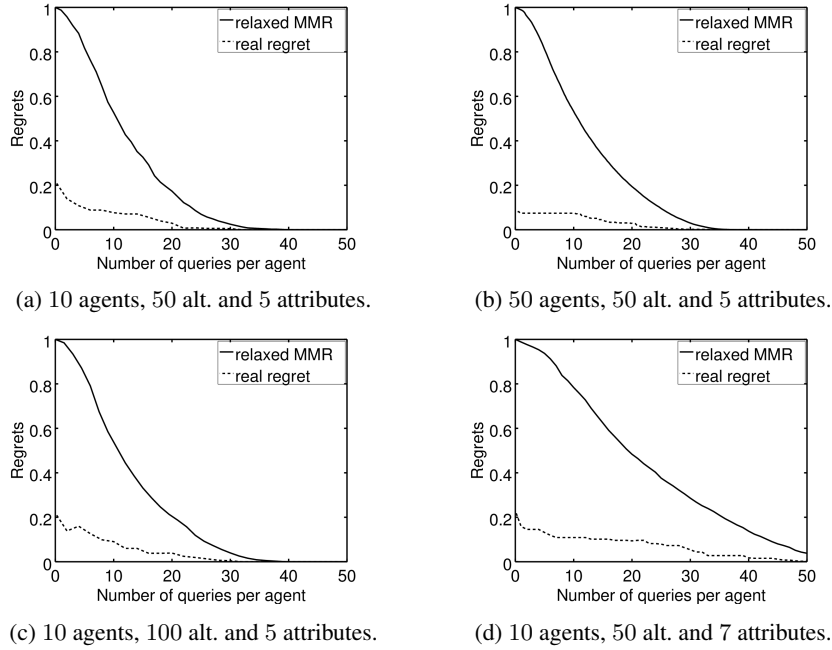 1
0.8
0.6
0.4
0.2
0
Regrets
relaxed MMR
real regret
0 10 20 30 40 50
Number of queries per agent
(a) 10 agents, 50 alt. and 5 attributes.
1
0.8
0.6
0.4
0.2
0
Regrets
relaxed MMR
real regret
0 10 20 30 40 50
Number of queries per agent
(b) 50 agents, 50 alt. and 5 attributes.
1
0.8
0.6
0.4
0.2
0
Regrets
relaxed MMR
real regret
0 10 20 30 40 50
Number of queries per agent
(c) 10 agents, 100 alt. and 5 attributes.
1
0.8
0.6
0.4
0.2
0
Regrets
relaxed MMR
real regret
0 10 20 30 40 50
Number of queries per agent
(d) 10 agents, 50 alt. and 7 attributes.